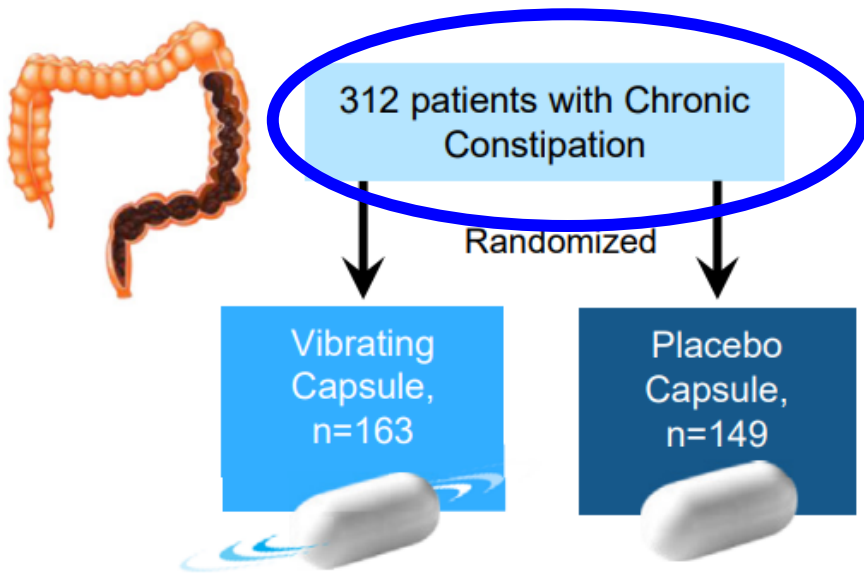 312 patients with Chronic
Constipation
Randomized
Vibrating
Capsule,
n=163
Placebo
Capsule,
n=149